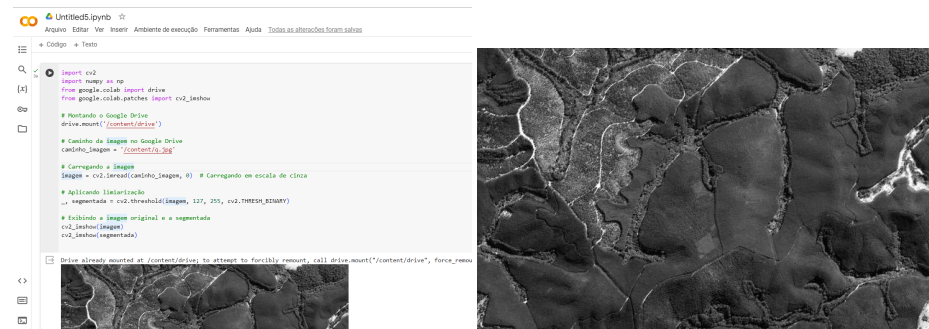 Untitled5.ipynb
Arquivo Editar Ver Inserir Ambiente de execução Ferramentas Ajuda Todas as alterações foram salvas
+ Código + Texto
import cv2
import numpy as np
from google.colab import drive
from google.colab.patches import cv2_imshow
# Montando o Google Drive
drive.mount('/content/drive')
# Caminho da imagem no Google Drive
caminho_imagem = '/content/q.jpg'
# Carregando a imagem
imagem = cv2.imread(caminho_imagem, 0) # Carregando em escala de cinza
# Aplicando limiarização
_, segmentada = cv2.threshold(imagem, 127, 255, cv2.THRESH_BINARY)
# Exibindo a imagem original e a segmentada
cv2_imshow(imagem)
cv2_imshow(segmentada)
Drive already mounted at /content/drive; to attempt to forcibly remount, call drive.mount("/content/drive", force_remou